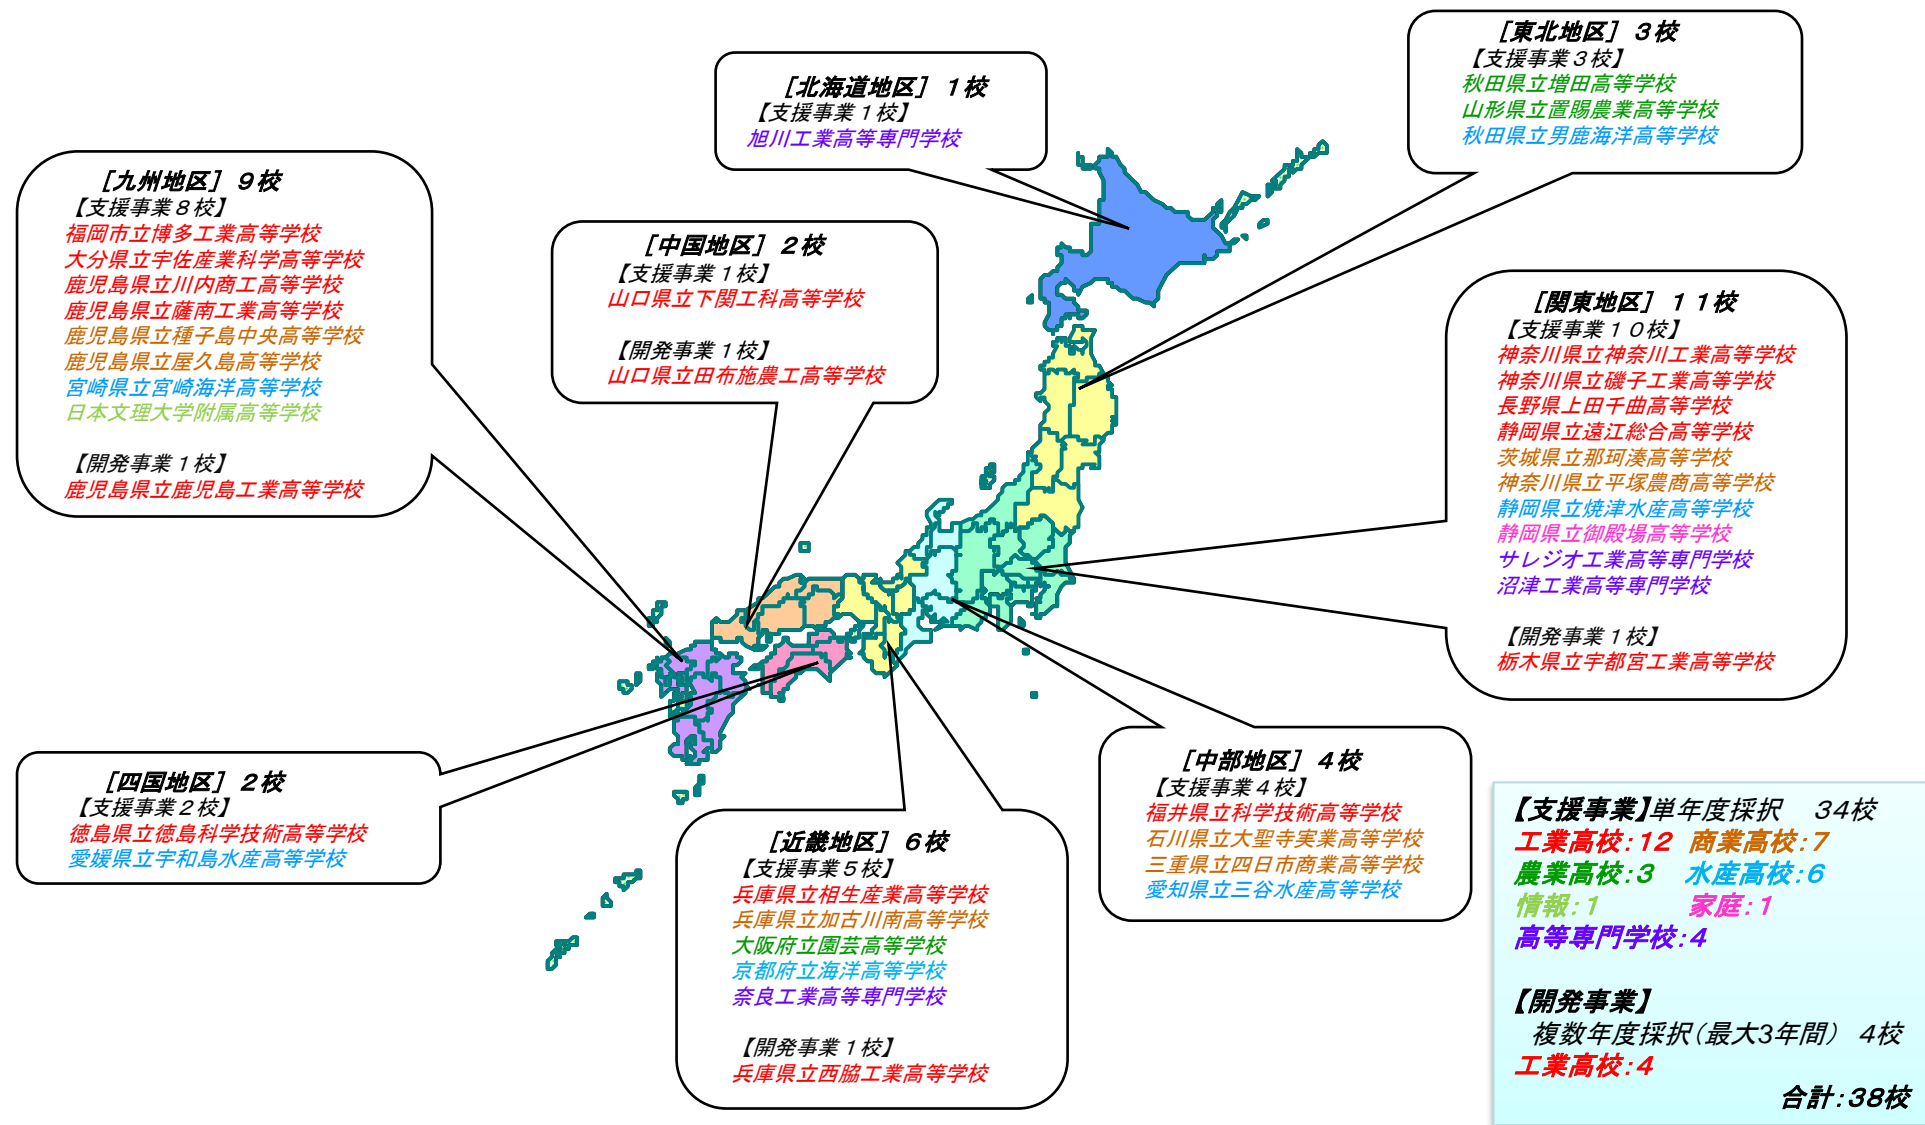 ［北海道地区］ １校
【支援事業１校】
旭川工業高等専門学校
［東北地区］ ３校
【支援事業３校】
秋田県立増田高等学校
山形県立置賜農業高等学校
秋田県立男鹿海洋高等学校
［九州地区］ ９校
【支援事業８校】
福岡市立博多工業高等学校
大分県立宇佐産業科学高等学校
鹿児島県立川内商工高等学校
鹿児島県立薩南工業高等学校
鹿児島県立種子島中央高等学校
鹿児島県立屋久島高等学校
宮崎県立宮崎海洋高等学校
日本文理大学附属高等学校
【開発事業１校】
鹿児島県立鹿児島工業高等学校
［中国地区］ ２校
【支援事業１校】
山口県立下関工科高等学校
【開発事業１校】
山口県立田布施農工高等学校
［関東地区］ １１校
【支援事業１０校】
神奈川県立神奈川工業高等学校
神奈川県立磯子工業高等学校
長野県上田千曲高等学校
静岡県立遠江総合高等学校
茨城県立那珂湊高等学校
神奈川県立平塚農商高等学校
静岡県立焼津水産高等学校
静岡県立御殿場高等学校
サレジオ工業高等専門学校
沼津工業高等専門学校
【開発事業１校】
栃木県立宇都宮工業高等学校
［四国地区］ ２校
【支援事業２校】
徳島県立徳島科学技術高等学校
愛媛県立宇和島水産高等学校
［近畿地区］ ６校
【支援事業５校】
兵庫県立相生産業高等学校
兵庫県立加古川南高等学校
大阪府立園芸高等学校
京都府立海洋高等学校
奈良工業高等専門学校
【開発事業１校】
兵庫県立西脇工業高等学校
［中部地区］ ４校
【支援事業４校】
福井県立科学技術高等学校
石川県立大聖寺実業高等学校
三重県立四日市商業高等学校
愛知県立三谷水産高等学校
【支援事業】単年度採択　34校
工業高校：12 商業高校：7
農業高校：3 水産高校：6
情報：1 家庭：1
高等専門学校：4
【開発事業】
複数年度採択（最大3年間） 4校
工業高校：4
合計：38校